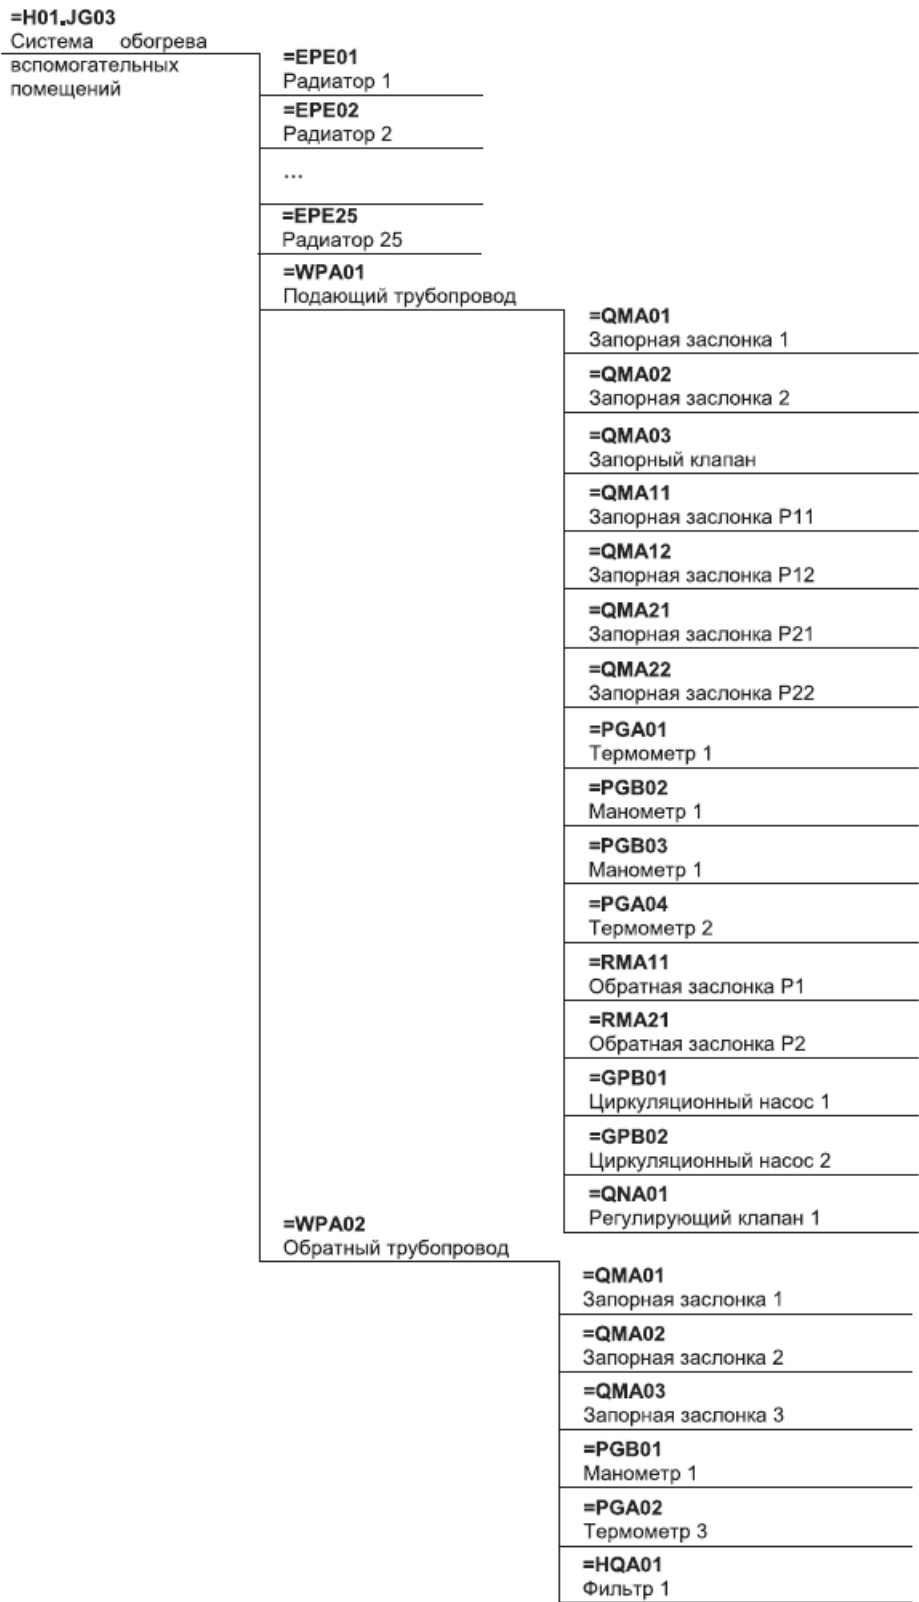 =H01.JG03
Система обогрева
вспомогательных
помещений
=EPE01
Радиатор 1
=EPE02
Радиатор 2
...
=EPE25
Радиатор 25
=WPA01
Подающий трубопровод
=QMA01
Запорная заслонка 1
=QMA02
Запорная заслонка 2
=QMA03
Запорный клапан
=QMA11
Запорная заслонка P11
=QMA12
Запорная заслонка P12
=QMA21
Запорная заслонка P21
=QMA22
Запорная заслонка P22
=PGA01
Термометр 1
=PGB02
Манометр 1
=PGB03
Манометр 1
=PGA04
Термометр 2
=RMA11
Обратная заслонка P1
=RMA21
Обратная заслонка P2
=GPB01
Циркуляционный насос 1
=GPB02
Циркуляционный насос 2
=QNA01
Регулирующий клапан 1
=WPA02
Обратный трубопровод
=QMA01
Запорная заслонка 1
=QMA02
Запорная заслонка 2
=QMA03
Запорная заслонка 3
=PGB01
Манометр 1
=PGA02
Термометр 3
=HQA01
Фильтр 1